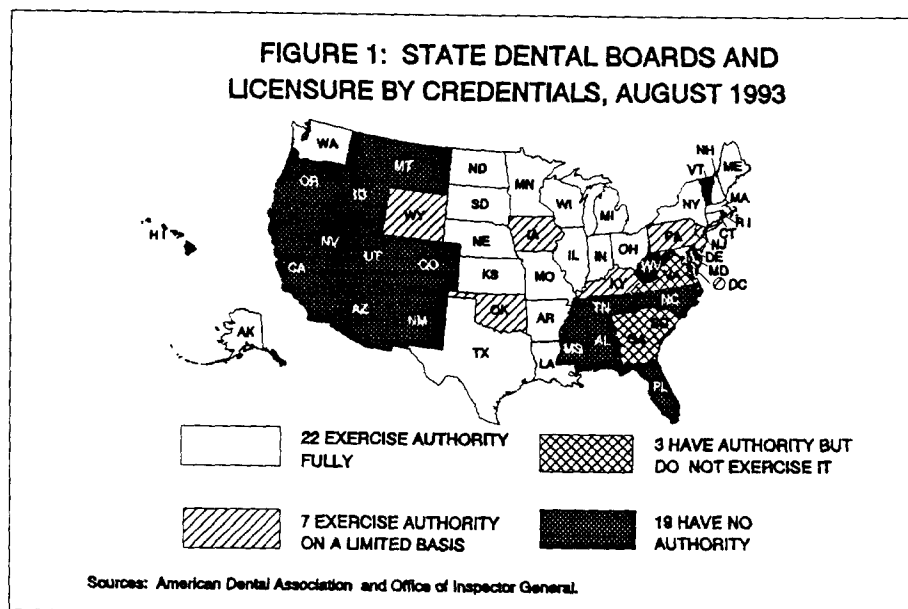 FIGURE 1: STATE DENTAL BOARDS AND
LICENSURE BY CREDENTIALS, AUGUST 1993
WA
MT
ND
MN
NH
VT
ME
OR
ID
WY
SD
WI
MI
NY
MA
RI
CT
NJ
DE
MD
DC
NV
UT
CO
NE
IA
IL
IN
OH
PA
WV
CA
KS
MO
KY
HI
AZ
NM
OK
AR
TN
NC
AK
TX
LA
MS
AL
FL
22 EXERCISE AUTHORITY
FULLY
3 HAVE AUTHORITY BUT
DO NOT EXERCISE IT
7 EXERCISE AUTHORITY
ON A LIMITED BASIS
19 HAVE NO
AUTHORITY
Sources: American Dental Association and Office of Inspector General.